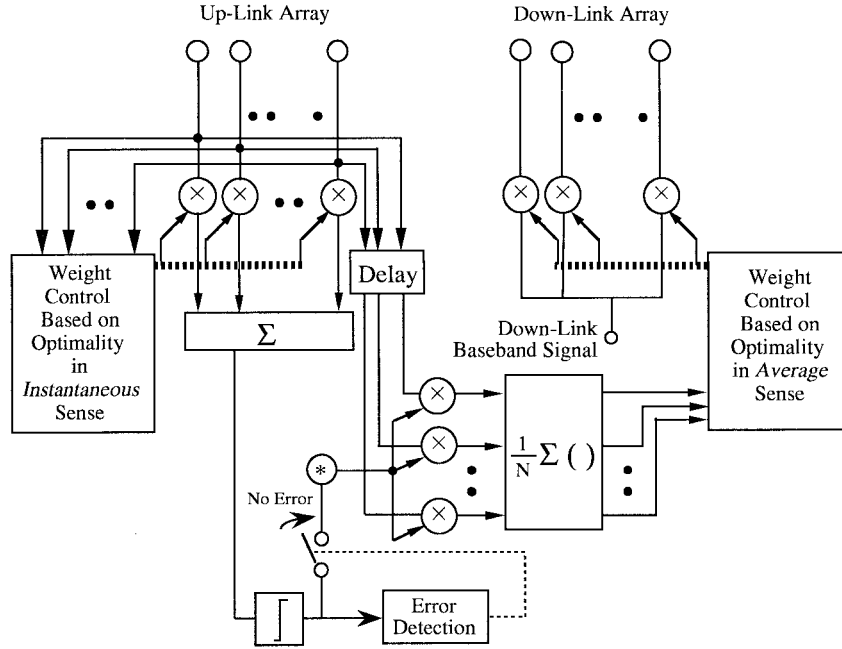 Up-Link Array
Down-Link Array
× × ×
× × ×
Weight
Control
Based on
Optimality
in
Instantaneous
Sense
Delay
Weight
Control
Based on
Optimality
in Average
Sense
Σ
Down-Link
Baseband Signal
×
×
×
1/N Σ ( )
*
No Error
Error
Detection